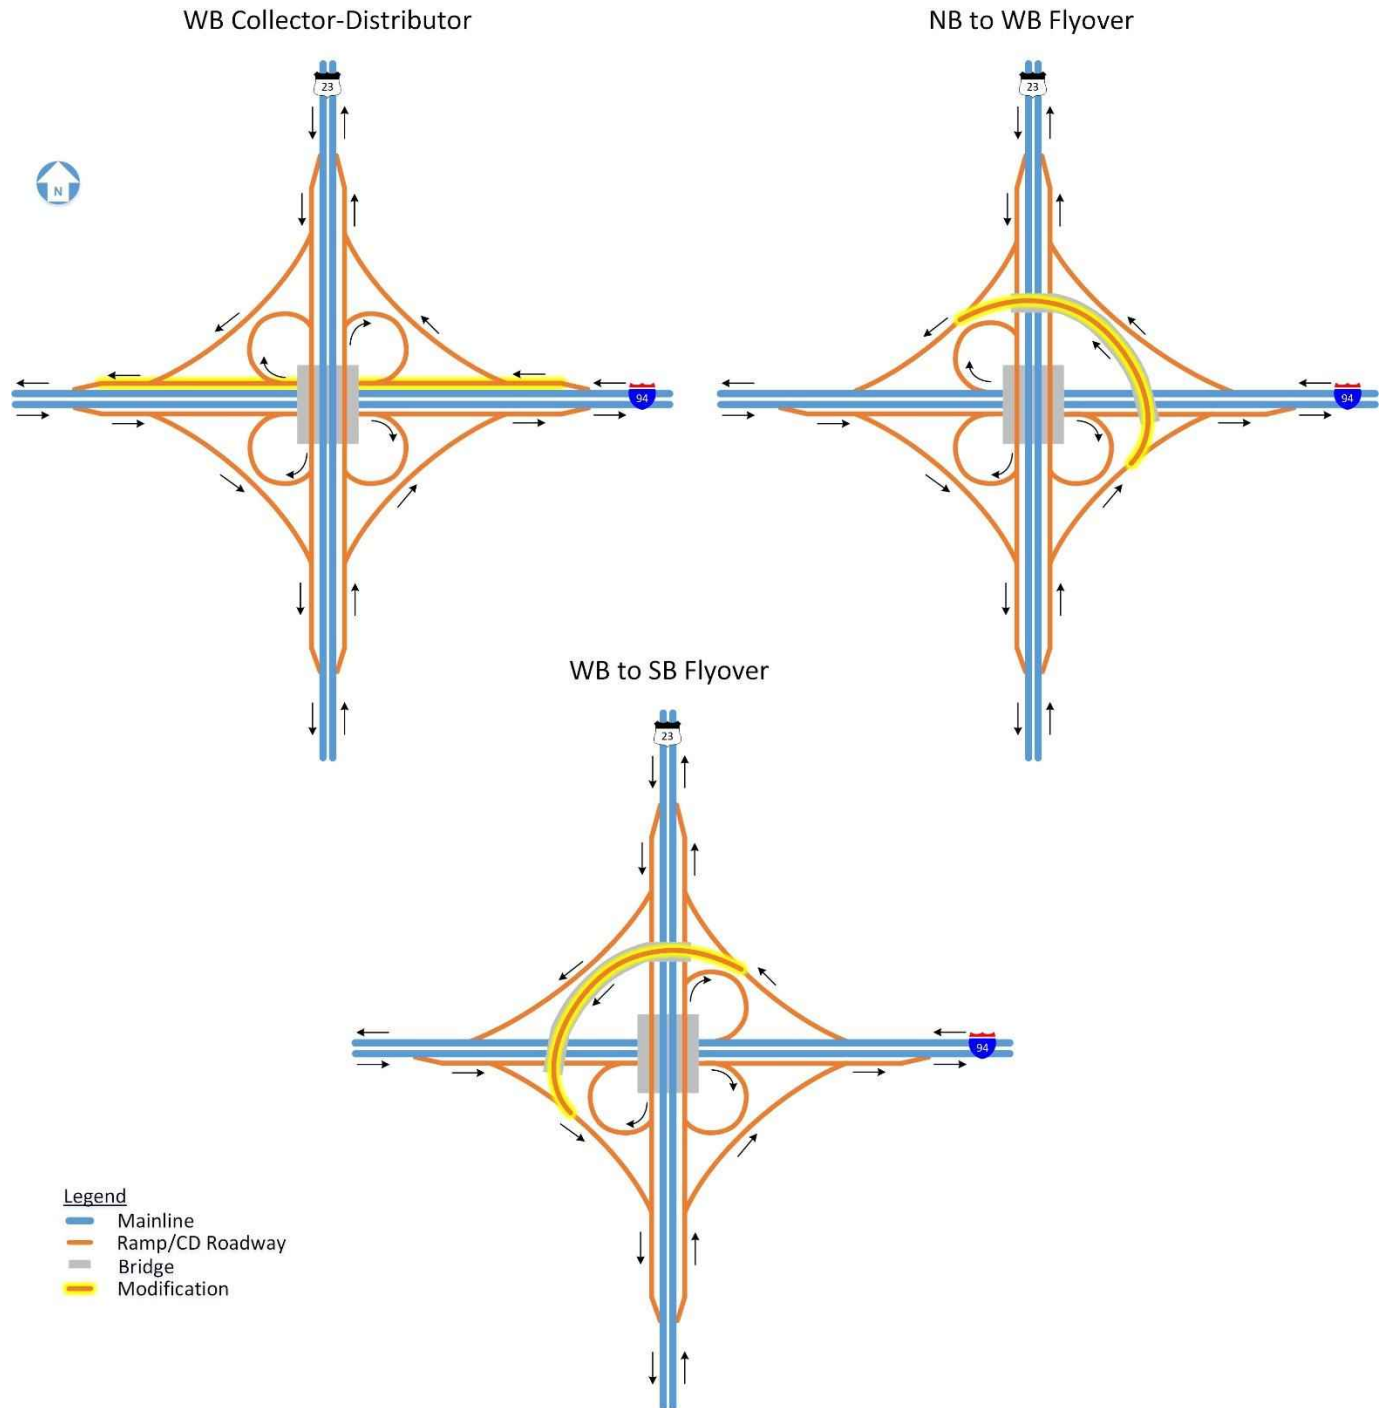 WB Collector-Distributor
NB to WB Flyover
23
23
N
94
94
WB to SB Flyover
23
94
Legend
Mainline
Ramp/CD Roadway
Bridge
Modification